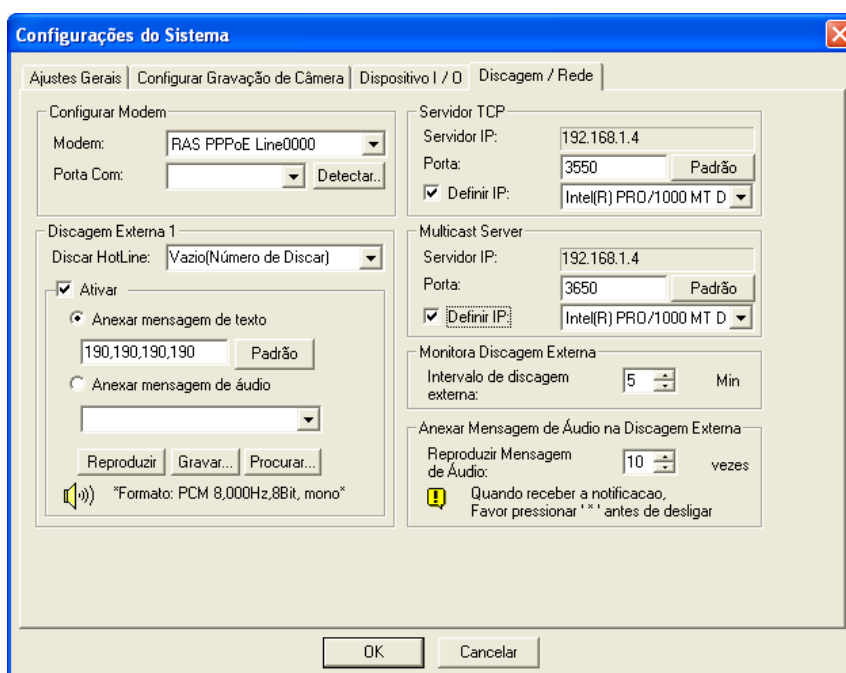 Configurações do Sistema
Ajustes Gerais
Configurar Gravação de Câmera
Dispositivo I / O
Discagem / Rede
Configurar Modem
Modem:
RAS PPPoE Line0000
Porta Com:
Detectar..
Discagem Externa 1
Discar HotLine:
Vazio(Número de Discar)
Ativar
Anexar mensagem de texto
190,190,190,190
Padrão
Anexar mensagem de áudio
Reproduzir
Gravar...
Procurar...
"Formato: PCM 8,000Hz,8Bit, mono"
Servidor TCP
Servidor IP:
192.168.1.4
Porta:
3550
Padrão
Definir IP:
Intel(R) PRO/1000 MT D
Multicast Server
Servidor IP:
192.168.1.4
Porta:
3650
Padrão
Definir IP:
Intel(R) PRO/1000 MT D
Monitora Discagem Externa
Intervalo de discagem
externa:
5
Min
Anexar Mensagem de Áudio na Discagem Externa
Reproduzir Mensagem
de Áudio:
10
vezes
Quando receber a notificacao,
Favor pressionar ' * ' antes de desligar
OK
Cancelar